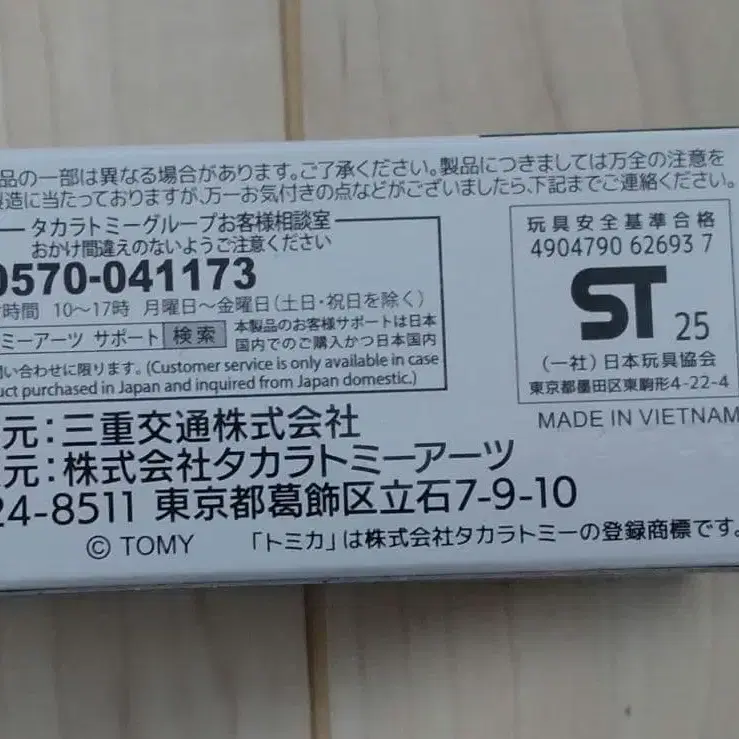 品の一部は異なる場合があります。ご了承ください。製品につきましては万全の注意を
製造に当たっておりますが、万一お気付きの点などがございましたら、下記までご連絡ください。
タカラトミーグループお客様相談室
おかけ間違えのないようご注意ください
0570-041173
時間 10〜17時 月曜日〜金曜日(土日・祝日を除く)
ミーアーツ サポート 検索
本製品のお客様サポートは日本
国内でのご購入かつ日本国内
い合わせに限ります。(Customer service is only available in case
uct purchased in Japan and inquired from Japan domestic.)
玩具安全基準合格
4904790 62693 7
ST 25
(一社)日本玩具協会
東京都墨田区東駒形4-22-4
MADE IN VIETNAM
元:三重交通株式会社
元:株式会社タカラトミーアーツ
24-8511 東京都葛飾区立石7-9-10
© TOMY 「トミカ」は株式会社タカラトミーの登録商標です。